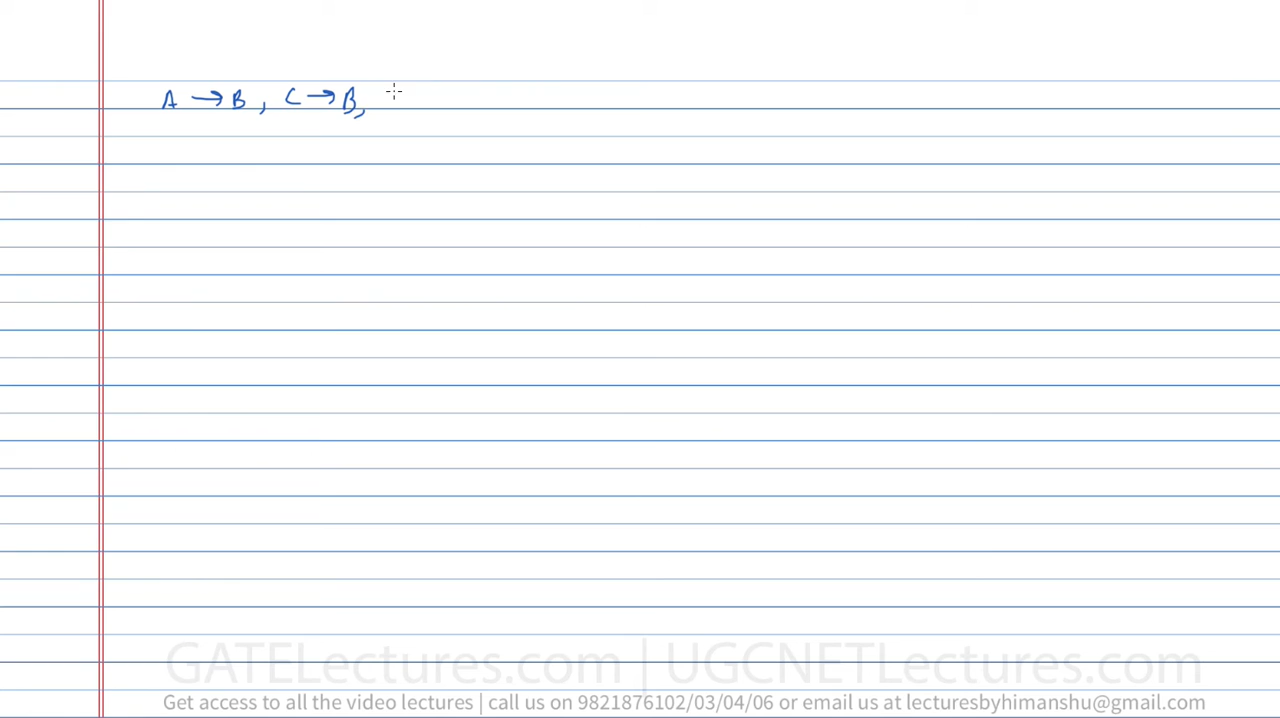 A → B , C → B,
GATELectures.com | UGCNETLectures.com
Get access to all the video lectures | call us on 9821876102/03/04/06 or email us at lecturesbyhimanshu@gmail.com